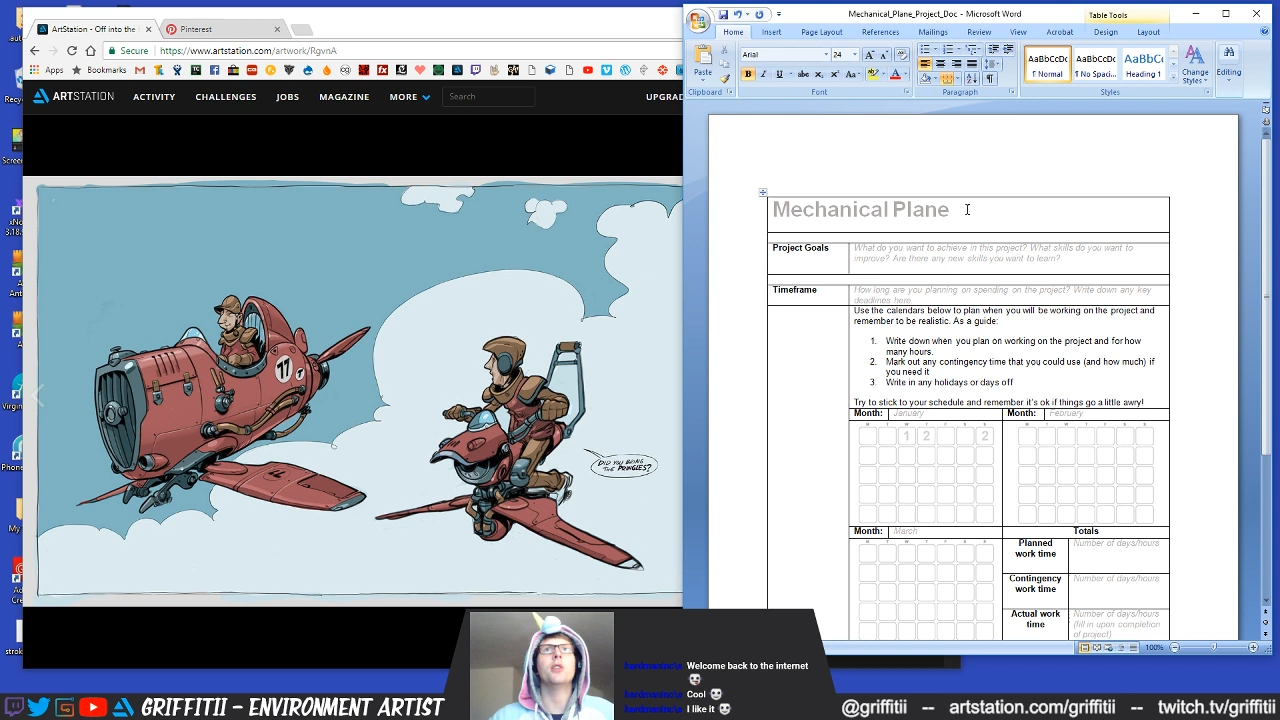 ArtStation - Off into the
Pinterest
Secure
https://www.artstation.com/artwork/RgvnA
Apps
Bookmarks
ARTSTATION
ACTIVITY
CHALLENGES
JOBS
MAGAZINE
MORE
Search
UPGRAD
17
DID YOU BRING
THE PRINGLES?
Mechanical_Plane_Project_Doc - Microsoft Word
Table Tools
Home
Insert
Page Layout
References
Mailings
Review
View
Acrobat
Design
Layout
Paste
Arial
24
AaBbCcDc
¶ Normal
AaBbCcDc
¶ No Spaci...
AaBbC
Heading 1
Change
Styles
Editing
Clipboard
Font
Paragraph
Styles
Mechanical Plane
Project Goals
What do you want to achieve in this project? What skills do you want to
improve? Are there any new skills you want to learn?
Timeframe
How long are you planning on spending on the project? Write down any key
deadlines here
Use the calendars below to plan when you will be working on the project and
remember to be realistic. As a guide:
1. Write down when you plan on working on the project and for how
many hours.
2. Mark out any contingency time that you could use (and how much) if
you need it
3. Write in any holidays or days off
Try to stick to your schedule and remember it's ok if things go a little awry!
Month: January
Month: February
M T W T F S S
M T W T F S S
1 2 2
Month: March
Totals
M T W T F S S
Planned
work time
Number of days/hours
Contingency
work time
Number of days/hours
Actual work
time
Number of days/hours
(fill in upon completion
of project)
100%
Welcome back to the internet
Cool
I like it
GRIFFITII - ENVIRONMENT ARTIST
@griffitii -- artstation.com/griffitii -- twitch.tv/griffitii